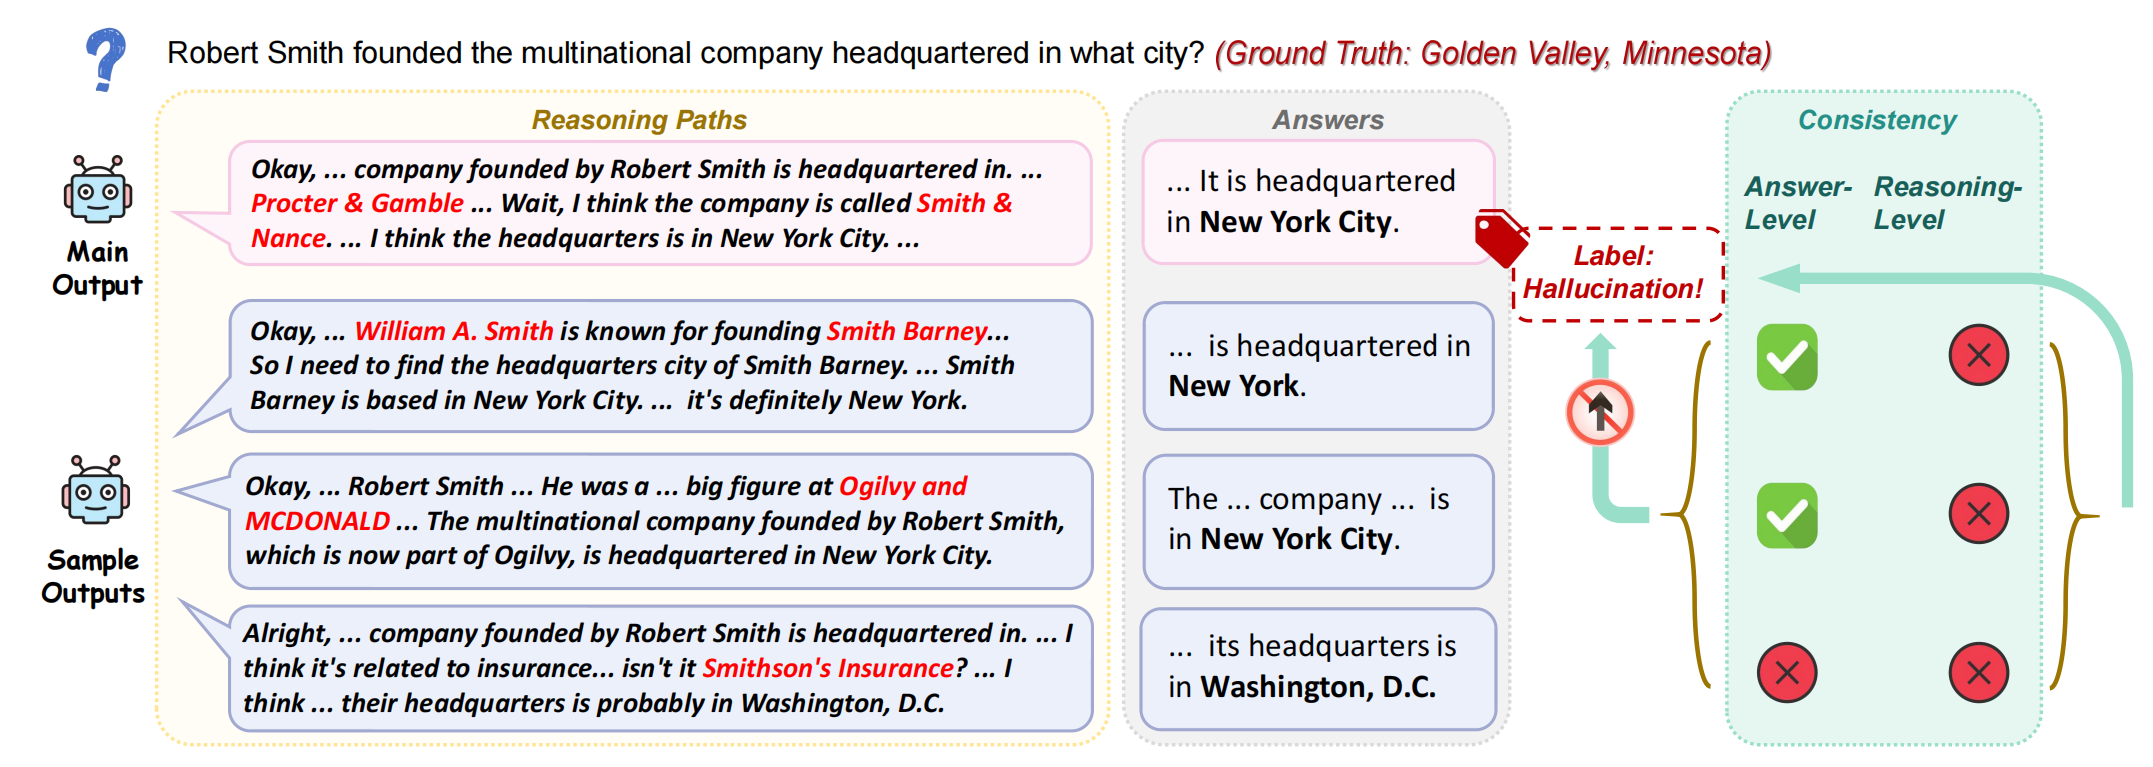 Robert Smith founded the multinational company headquartered in what city? (Ground Truth: Golden Valley, Minnesota)
Reasoning Paths
Answers
Consistency
Answer-
Level
Reasoning-
Level
Main
Output
Okay, ... company founded by Robert Smith is headquartered in. ...
Procter & Gamble ... Wait, I think the company is called Smith &
Nance. ... I think the headquarters is in New York City. ...
... It is headquartered
in New York City.
Label:
Hallucination!
Sample
Outputs
Okay, ... William A. Smith is known for founding Smith Barney...
So I need to find the headquarters city of Smith Barney. ... Smith
Barney is based in New York City. ... it's definitely New York.
... is headquartered in
New York.
Okay, ... Robert Smith ... He was a ... big figure at Ogilvy and
MCDONALD ... The multinational company founded by Robert Smith,
which is now part of Ogilvy, is headquartered in New York City.
The ... company ... is
in New York City.
Alright, ... company founded by Robert Smith is headquartered in. ... I
think it's related to insurance... isn't it Smithson's Insurance? ... I
think ... their headquarters is probably in Washington, D.C.
... its headquarters is
in Washington, D.C.